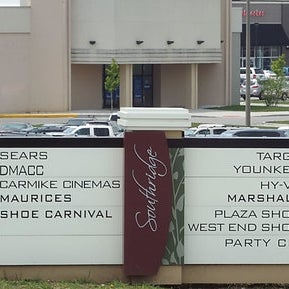 SEARS
DMACC
CARMIKE CINEMAS
MAURICES
SHOE CARNIVAL
Southridge
TARG
YOUNKE
HY-V
MARSHAL
PLAZA SHO
WEST END SHO
PARTY C